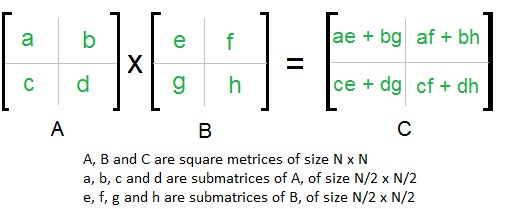 a b e f ae + bg af + bh
X =
c d g h ce + dg cf + dh
A B C
A, B and C are square metrices of size N x N
a, b, c and d are submatrices of A, of size N/2 x N/2
e, f, g and h are submatrices of B, of size N/2 x N/2